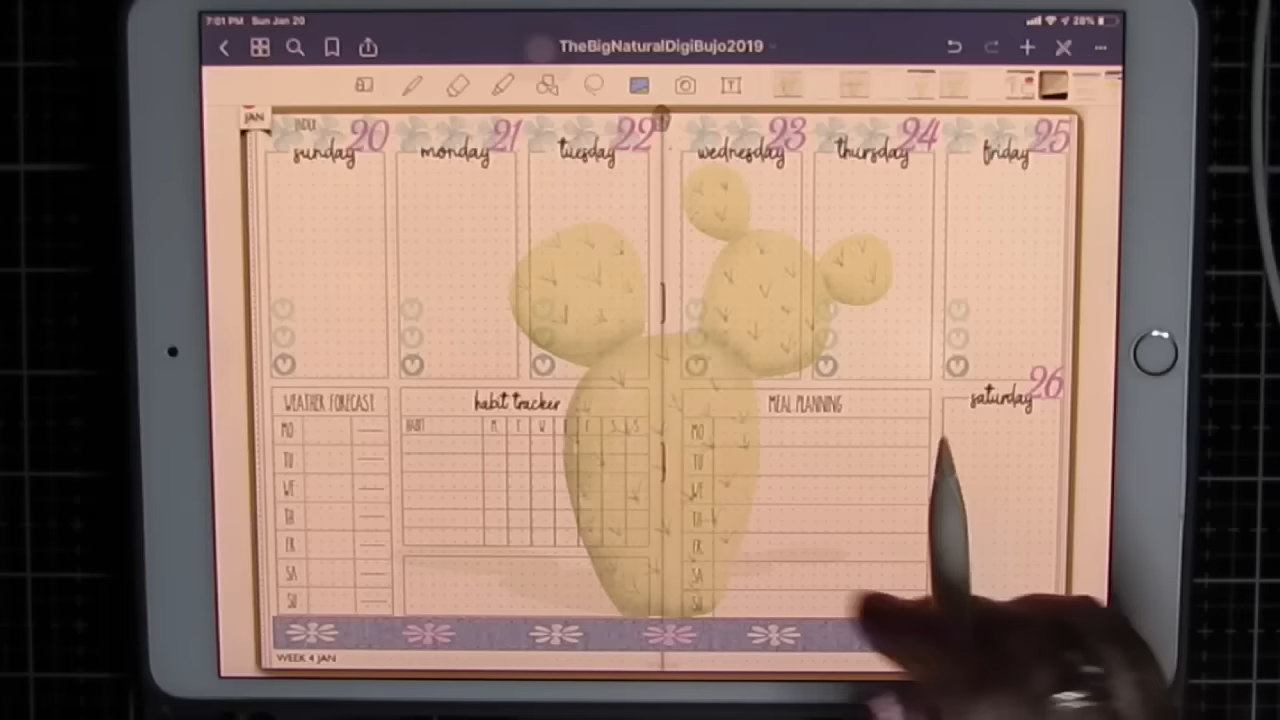 7:01 PM Sun Jan 20
28%
TheBigNaturalDigiBujo2019
JAN
INDEX
sunday 20
monday 21
tuesday 22
wednesday 23
thursday 24
friday 25
saturday 26
WEATHER FORECAST
MO
TU
WE
TH
FR
SA
SU
habit tracker
HABIT M T W T F S S
MEAL PLANNING
MO
TU
WE
TH
FR
SA
SU
WEEK 4 JAN